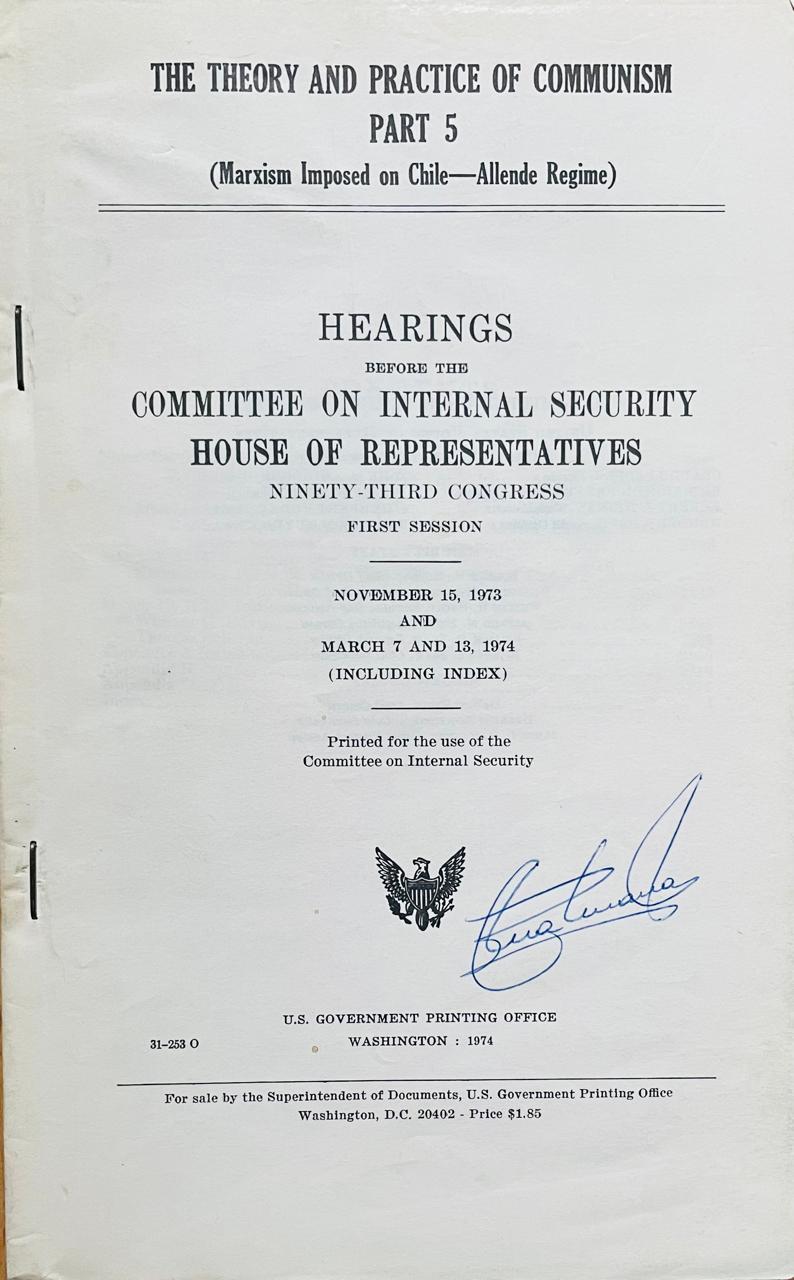 THE THEORY AND PRACTICE OF COMMUNISM
PART 5
(Marxism Imposed on Chile—Allende Regime)
HEARINGS
BEFORE THE
COMMITTEE ON INTERNAL SECURITY
HOUSE OF REPRESENTATIVES
NINETY-THIRD CONGRESS
FIRST SESSION
NOVEMBER 15, 1973
AND
MARCH 7 AND 13, 1974
(INCLUDING INDEX)
Printed for the use of the
Committee on Internal Security
U.S. GOVERNMENT PRINTING OFFICE
31-253 O WASHINGTON : 1974
For sale by the Superintendent of Documents, U.S. Government Printing Office
Washington, D.C. 20402 - Price $1.85